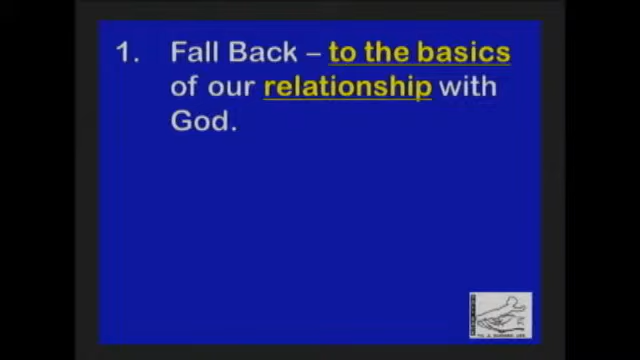 1. Fall Back – to the basics
of our relationship with
God.